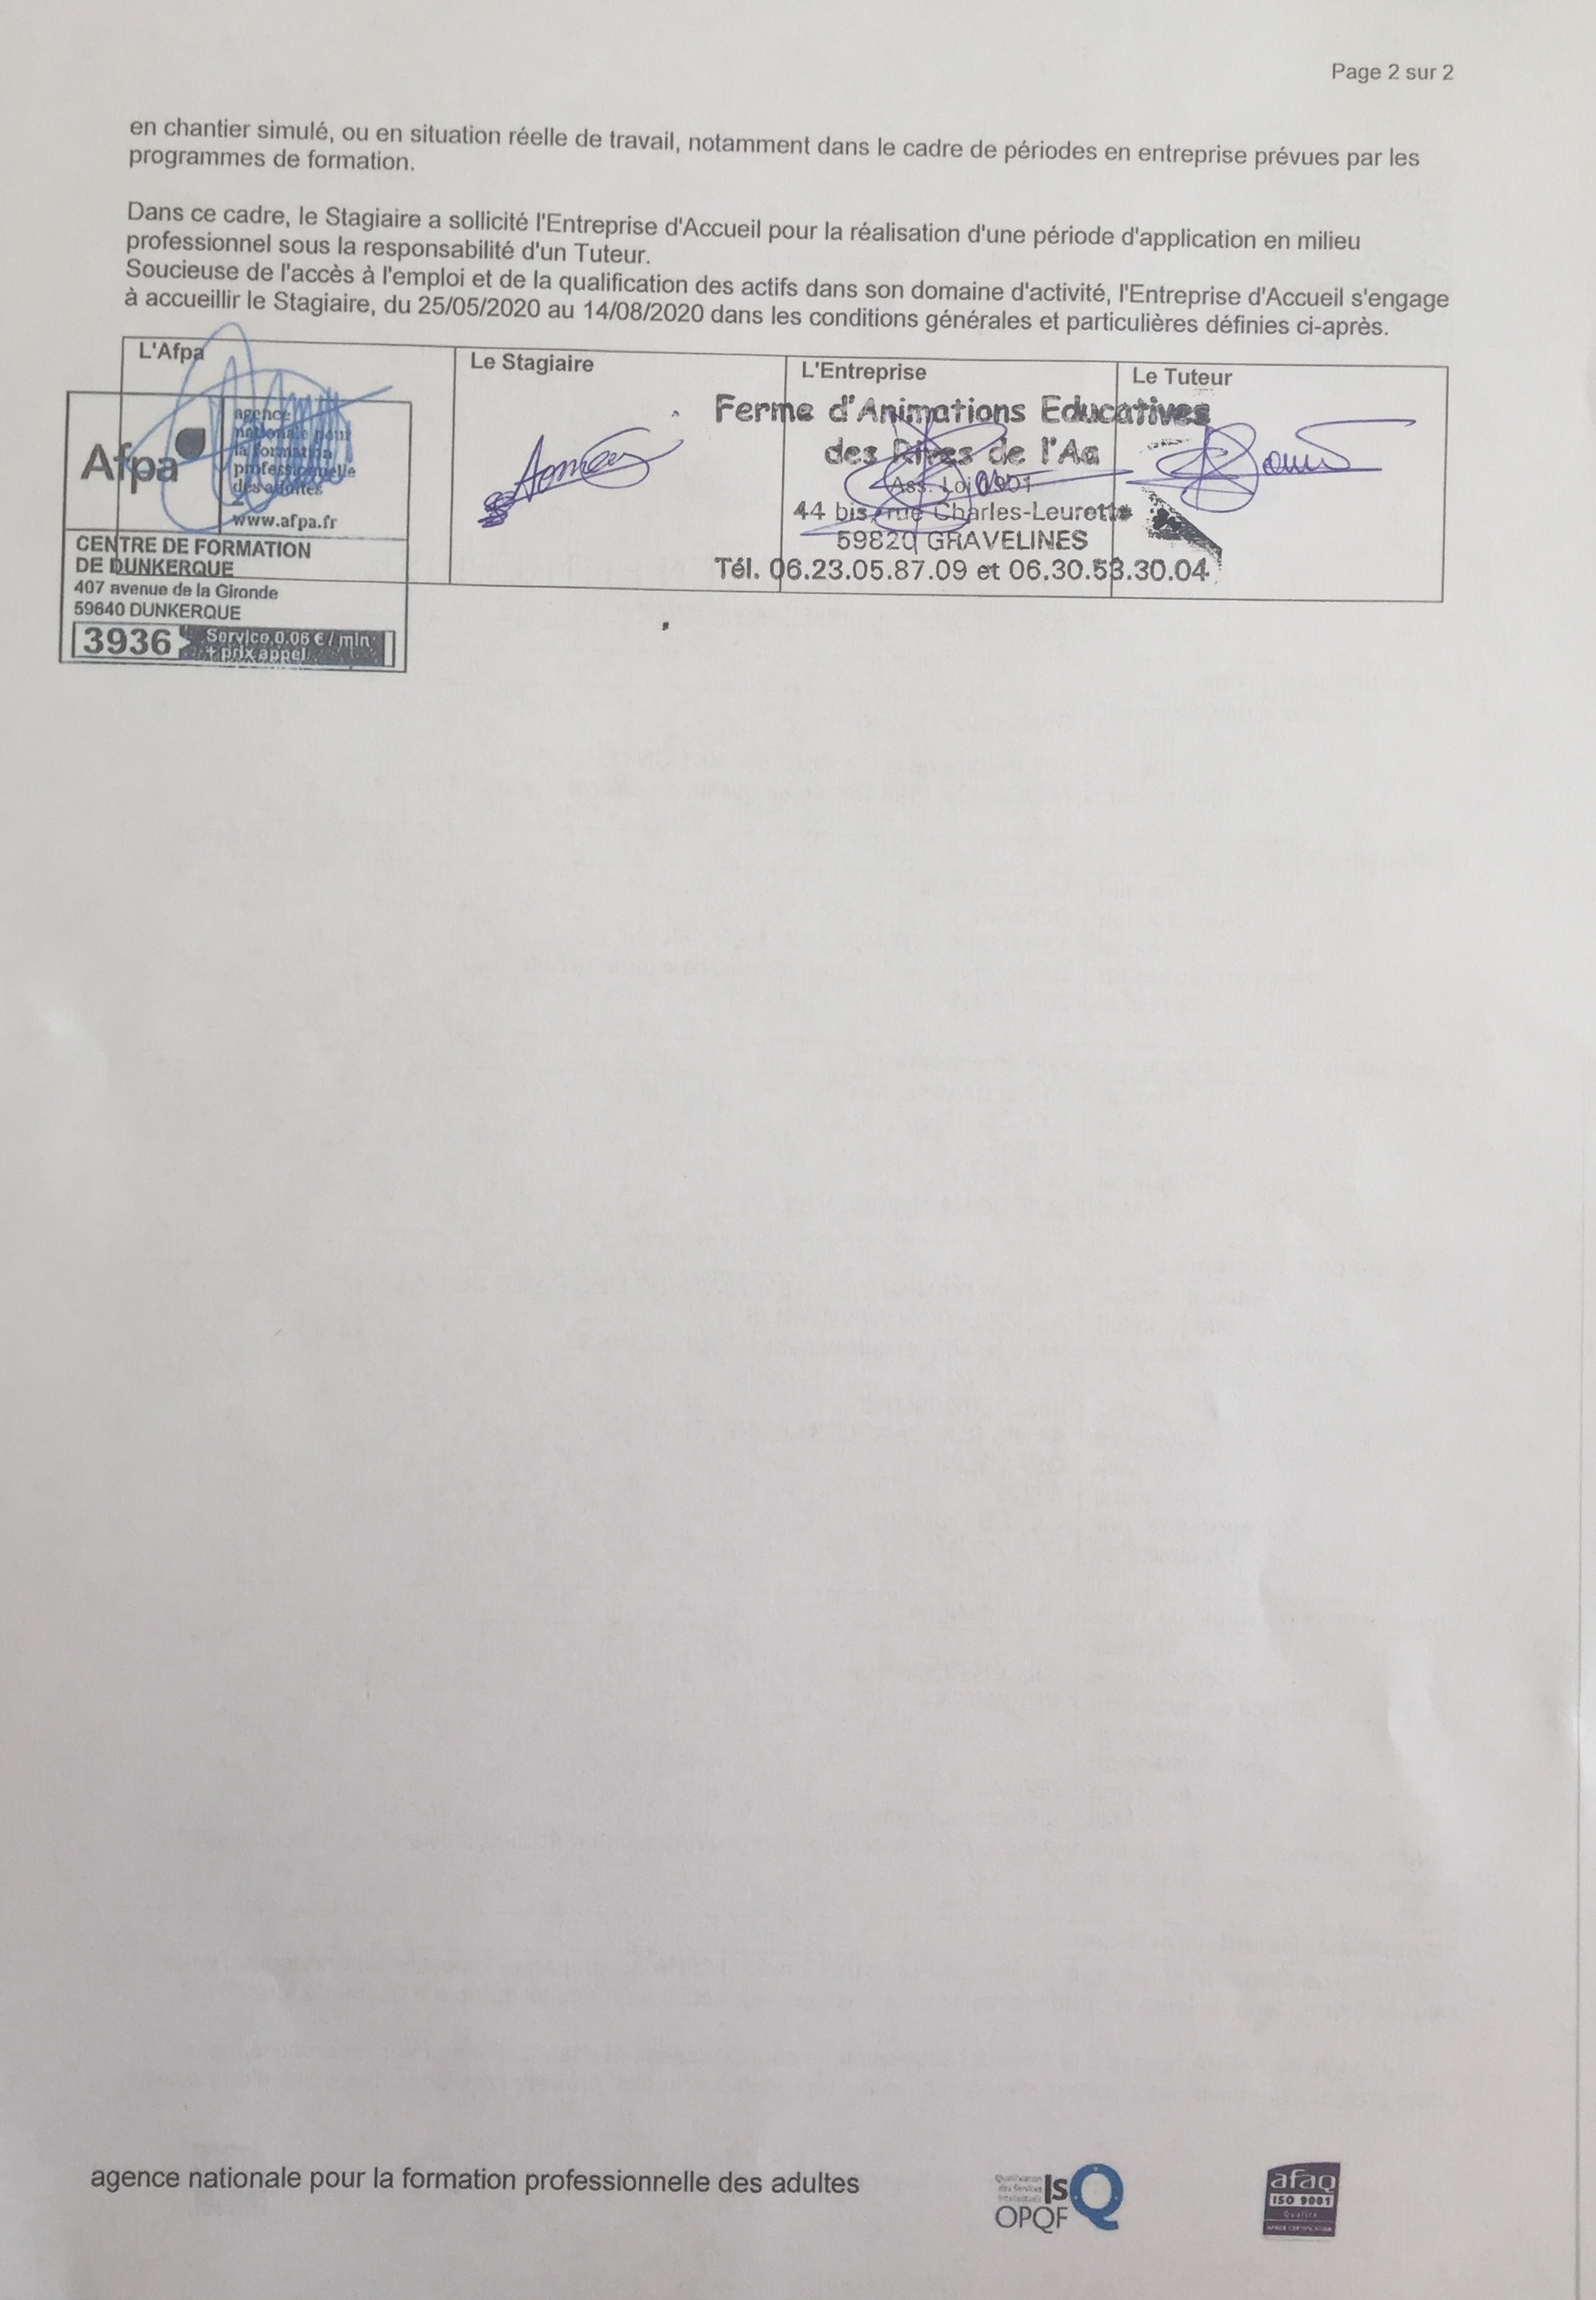 Page 2 sur 2
en chantier simulé, ou en situation réelle de travail, notamment dans le cadre de périodes en entreprise prévues par les
programmes de formation.
Dans ce cadre, le Stagiaire a sollicité l'Entreprise d'Accueil pour la réalisation d'une période d'application en milieu
professionnel sous la responsabilité d'un Tuteur.
Soucieuse de l'accès à l'emploi et de la qualification des actifs dans son domaine d'activité, l'Entreprise d'Accueil s'engage
à accueillir le Stagiaire, du 25/05/2020 au 14/08/2020 dans les conditions générales et particulières définies ci-après.
L'Afpa
Le Stagiaire
L'Entreprise
Le Tuteur
Afpa
agence
nationale pour
la formation
professionnelle
des adultes
www.afpa.fr
CENTRE DE FORMATION
DE DUNKERQUE
407 avenue de la Gironde
59640 DUNKERQUE
3936 Service 0.06 € / min
+ prix appel
Ferme d'Animations Educatives
des Rives de l'Aa
Ass. Loi 1901
44 bis, rue Charles-Leurette
59820 GRAVELINES
Tél. 06.23.05.87.09 et 06.30.53.30.04
agence nationale pour la formation professionnelle des adultes
Qualification
des Services
Intellectuels
IsQ
OPQF
afaq
ISO 9001
Qualité
AFNOR CERTIFICATION